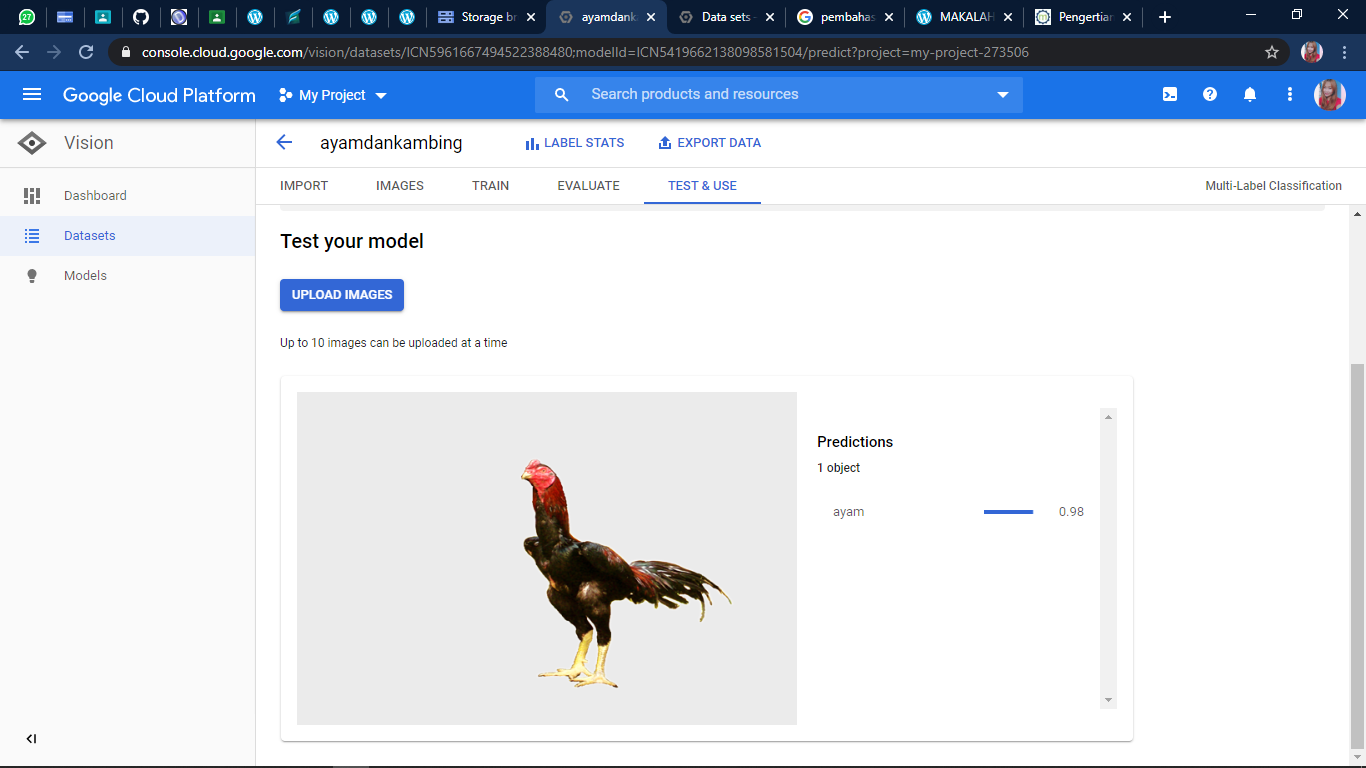 27
Storage br
ayamdank
Data sets -
pembahas
MAKALAH
Pengertian
console.cloud.google.com/vision/datasets/ICN5961667494522388480;modelId=ICN5419662138098581504/predict?project=my-project-273506
Google Cloud Platform
My Project
Search products and resources
Vision
ayamdankambing
LABEL STATS
EXPORT DATA
Dashboard
Datasets
Models
IMPORT
IMAGES
TRAIN
EVALUATE
TEST & USE
Multi-Label Classification
Test your model
UPLOAD IMAGES
Up to 10 images can be uploaded at a time
Predictions
1 object
ayam
0.98